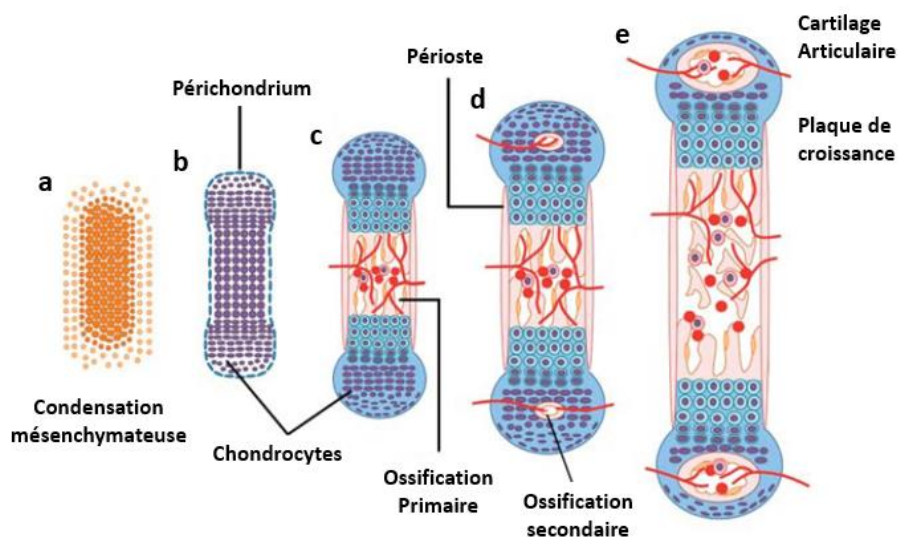 a
Condensation
mésenchymateuse
b
Périchondrium
Chondrocytes
c
Ossification
Primaire
d
Périoste
Ossification
secondaire
e
Cartilage
Articulaire
Plaque de
croissance